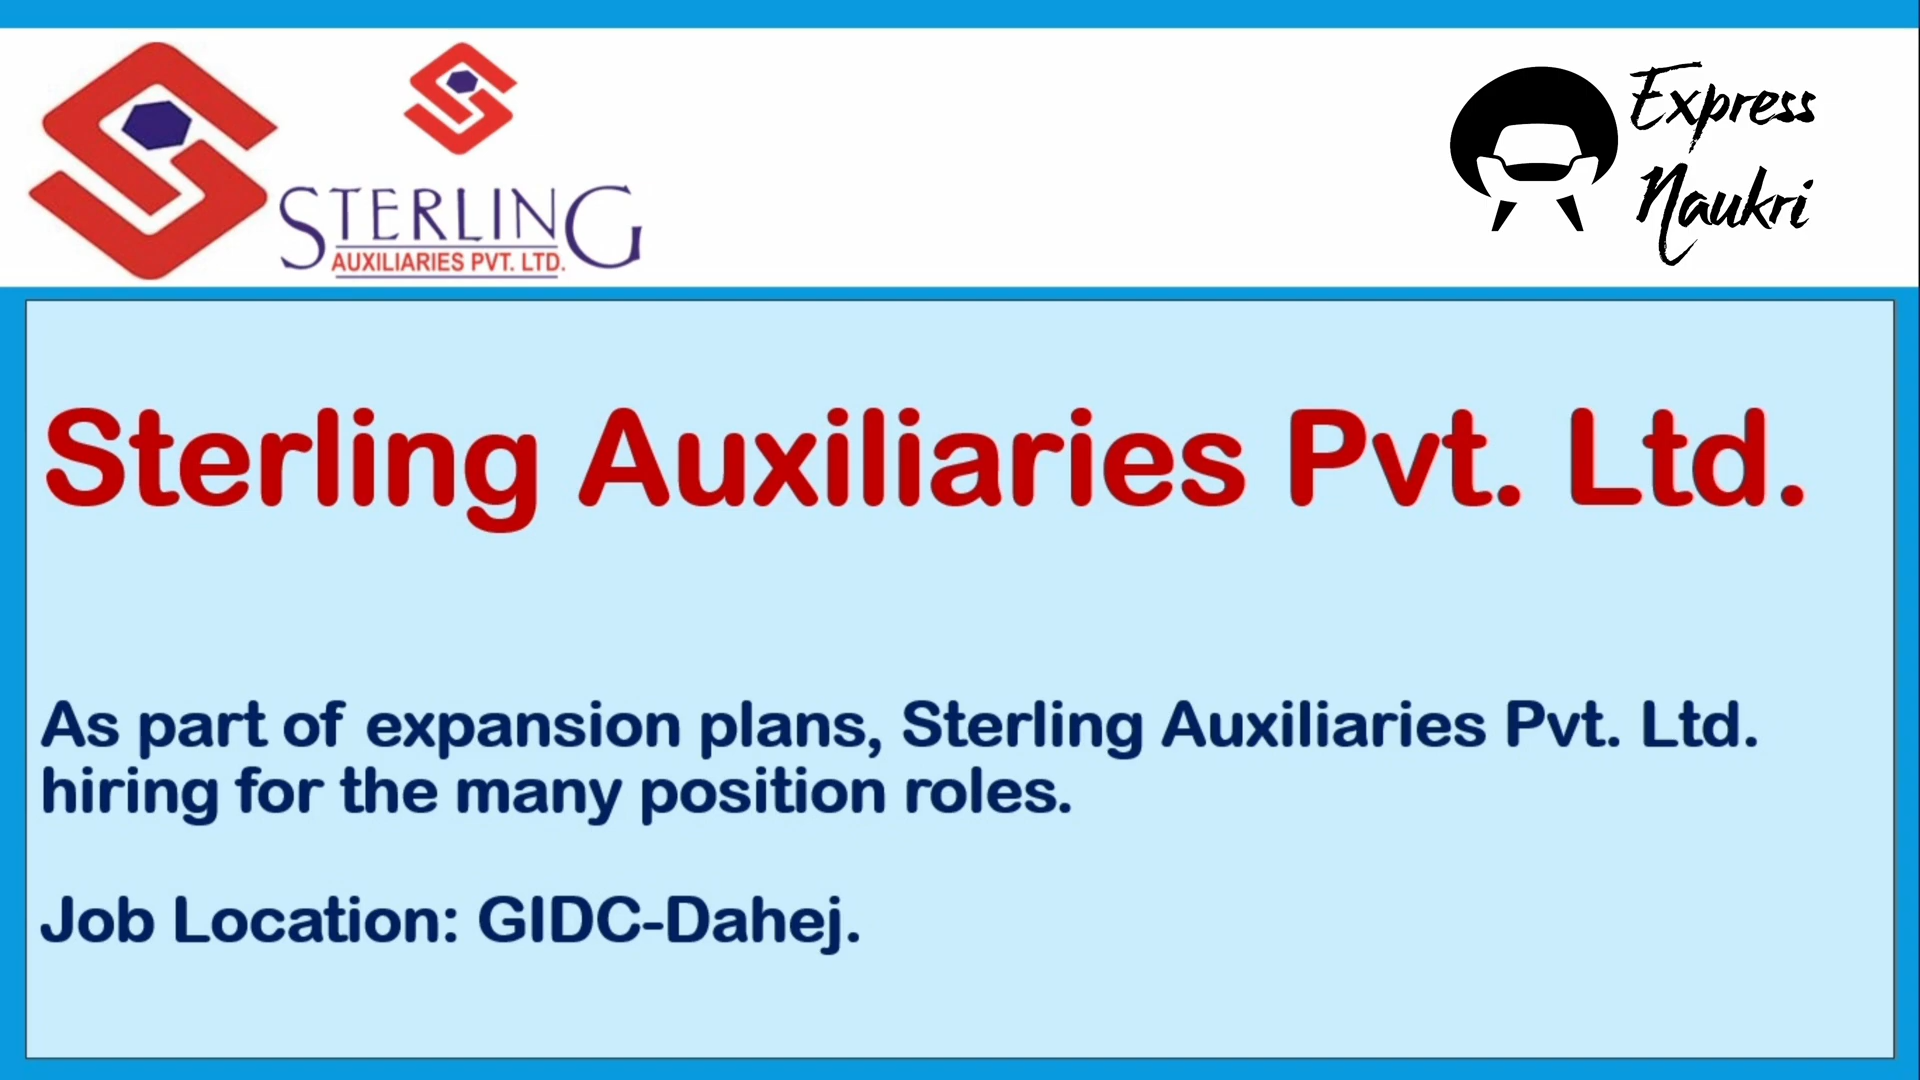 STERLING
AUXILIARIES PVT. LTD.
Express
Naukri
Sterling Auxiliaries Pvt. Ltd.
As part of expansion plans, Sterling Auxiliaries Pvt. Ltd.
hiring for the many position roles.
Job Location: GIDC-Dahej.